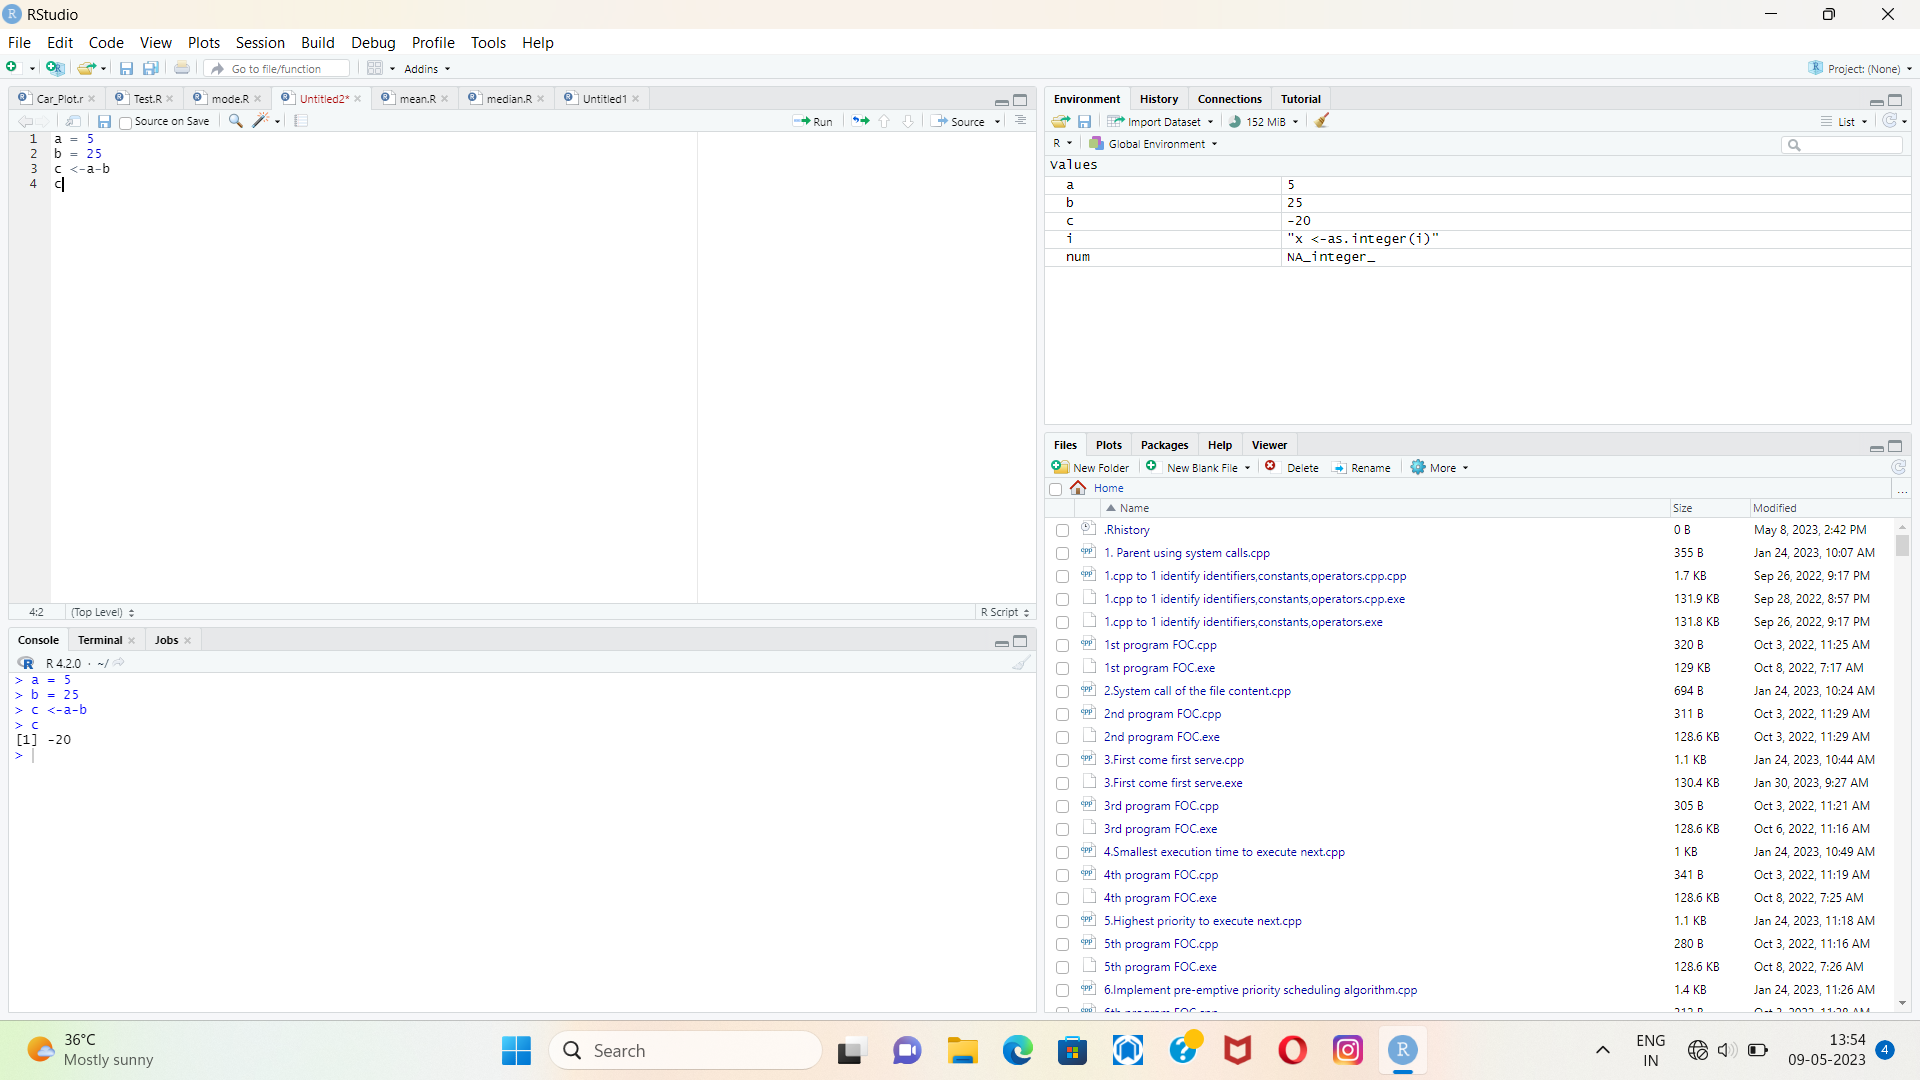 RStudio
File Edit Code View Plots Session Build Debug Profile Tools Help
Go to file/function Addins Project: (None)
Car_Plot.r Test.R mode.R Untitled2* mean.R median.R Untitled1
Source on Save Run Source
1 a = 5
2 b = 25
3 c <-a-b
4 c
4:2 (Top Level) R Script
Console Terminal Jobs
R 4.2.0 · ~/
> a = 5
> b = 25
> c <-a-b
> c
[1] -20
>
Environment History Connections Tutorial
Import Dataset 152 MiB List
R Global Environment
Values
a 5
b 25
c -20
i "x <-as.integer(i)"
num NA_integer_
Files Plots Packages Help Viewer
New Folder New Blank File Delete Rename More
Home ...
Name Size Modified
.Rhistory 0 B May 8, 2023, 2:42 PM
1. Parent using system calls.cpp 355 B Jan 24, 2023, 10:07 AM
1.cpp to 1 identify identifiers,constants,operators.cpp.cpp 1.7 KB Sep 26, 2022, 9:17 PM
1.cpp to 1 identify identifiers,constants,operators.cpp.exe 131.9 KB Sep 28, 2022, 8:57 PM
1.cpp to 1 identify identifiers,constants,operators.exe 131.8 KB Sep 26, 2022, 9:17 PM
1st program FOC.cpp 320 B Oct 3, 2022, 11:25 AM
1st program FOC.exe 129 KB Oct 8, 2022, 7:17 AM
2.System call of the file content.cpp 694 B Jan 24, 2023, 10:24 AM
2nd program FOC.cpp 311 B Oct 3, 2022, 11:29 AM
2nd program FOC.exe 128.6 KB Oct 3, 2022, 11:29 AM
3.First come first serve.cpp 1.1 KB Jan 24, 2023, 10:44 AM
3.First come first serve.exe 130.4 KB Jan 30, 2023, 9:27 AM
3rd program FOC.cpp 305 B Oct 3, 2022, 11:21 AM
3rd program FOC.exe 128.6 KB Oct 6, 2022, 11:16 AM
4.Smallest execution time to execute next.cpp 1 KB Jan 24, 2023, 10:49 AM
4th program FOC.cpp 341 B Oct 3, 2022, 11:19 AM
4th program FOC.exe 128.6 KB Oct 8, 2022, 7:25 AM
5.Highest priority to execute next.cpp 1.1 KB Jan 24, 2023, 11:18 AM
5th program FOC.cpp 280 B Oct 3, 2022, 11:16 AM
5th program FOC.exe 128.6 KB Oct 8, 2022, 7:26 AM
6.Implement pre-emptive priority scheduling algorithm.cpp 1.4 KB Jan 24, 2023, 11:26 AM
36°C
Mostly sunny
Search
ENG
IN
13:54
09-05-2023
4